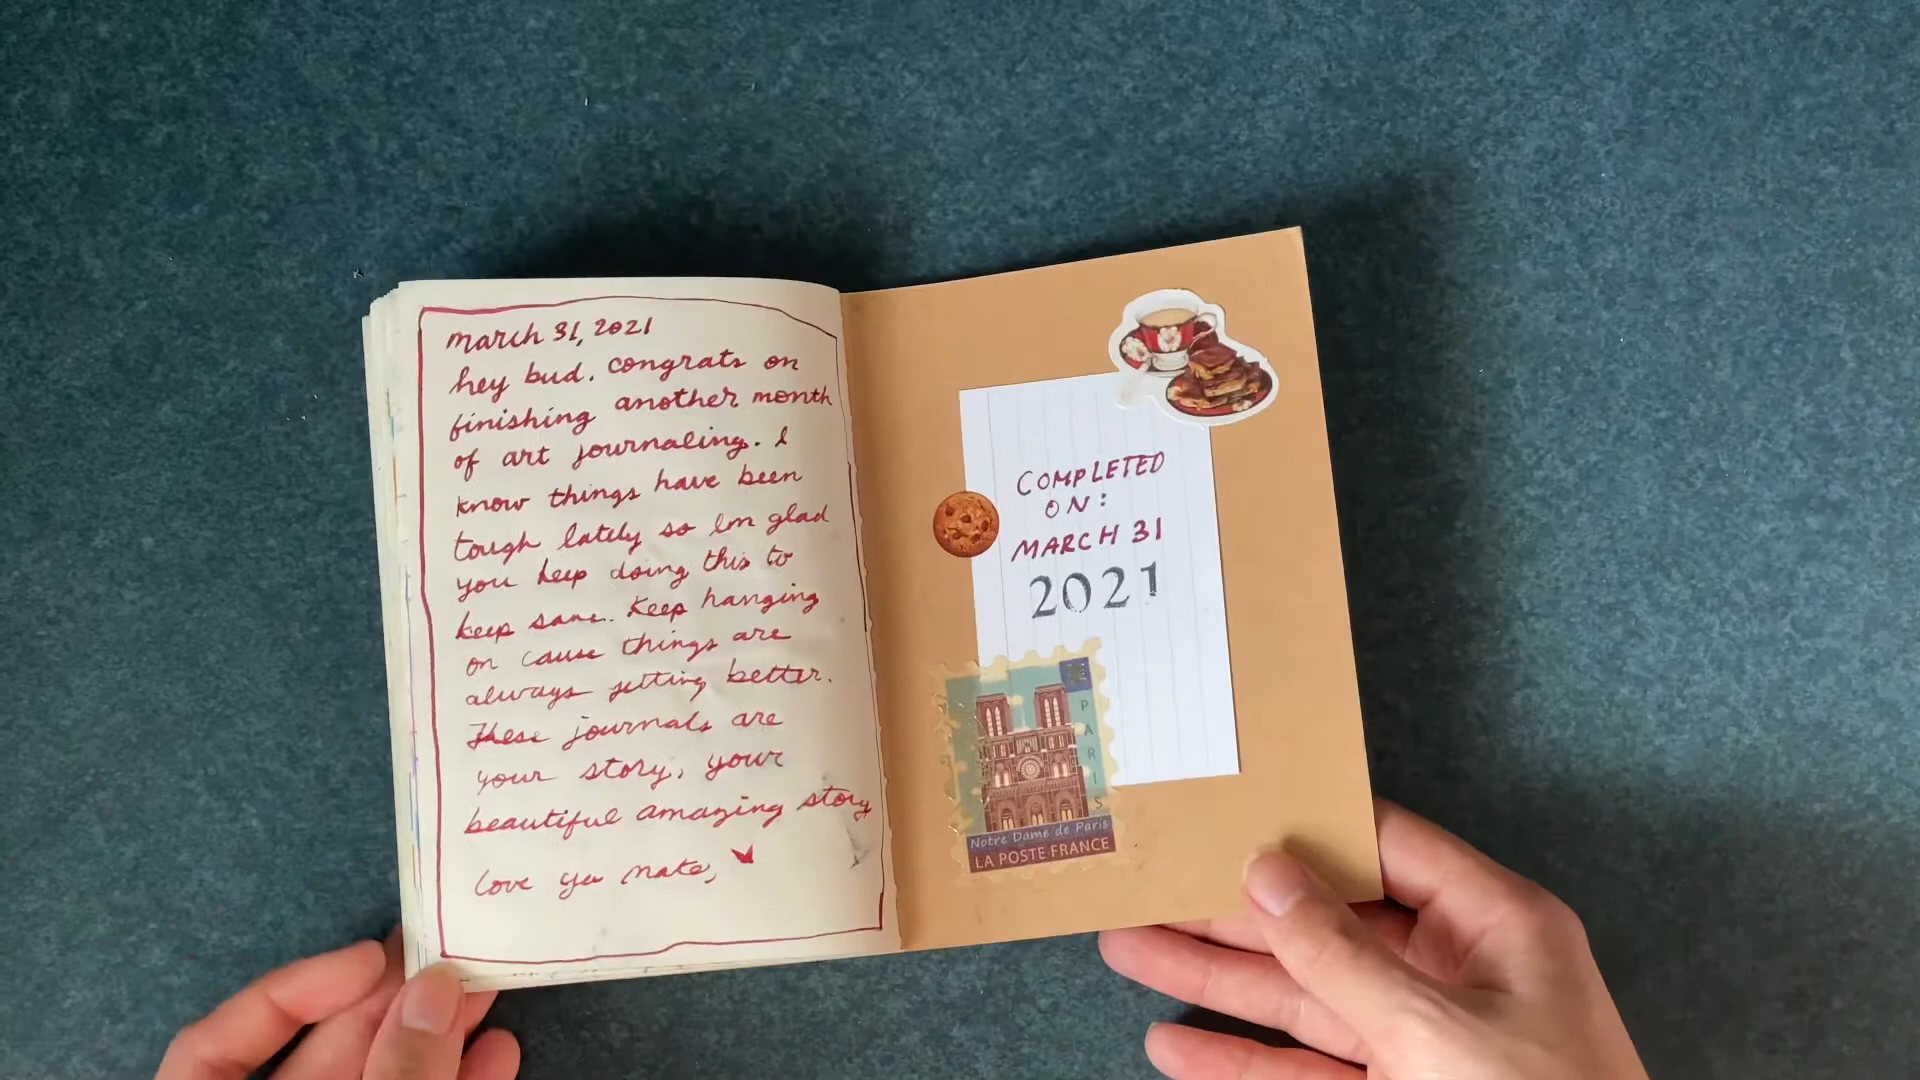 march 31, 2021
hey bud. congrats on
finishing another month
of art journaling. I
know things have been
tough lately so Im glad
you keep doing this to
keep sane. Keep hanging
on cause things are
always getting better.
These journals are
your story, your
beautiful amazing story
love ya mate,
COMPLETED
ON:
MARCH 31
2021
PARIS
Notre Dame de Paris
LA POSTE FRANCE